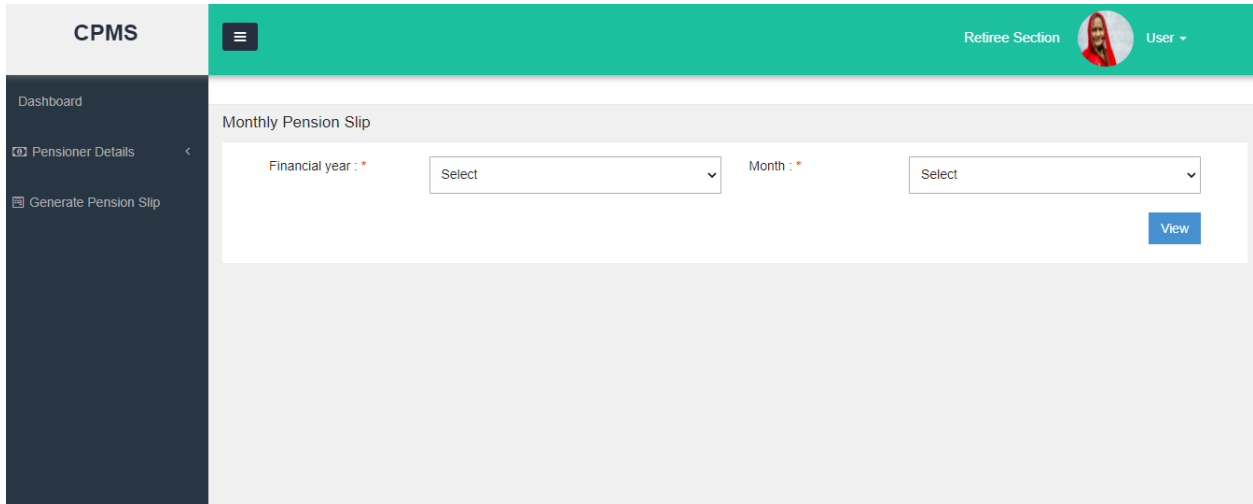 CPMS
Retiree Section
User
Dashboard
Pensioner Details
Generate Pension Slip
Monthly Pension Slip
Financial year : * Select Month : * Select
View